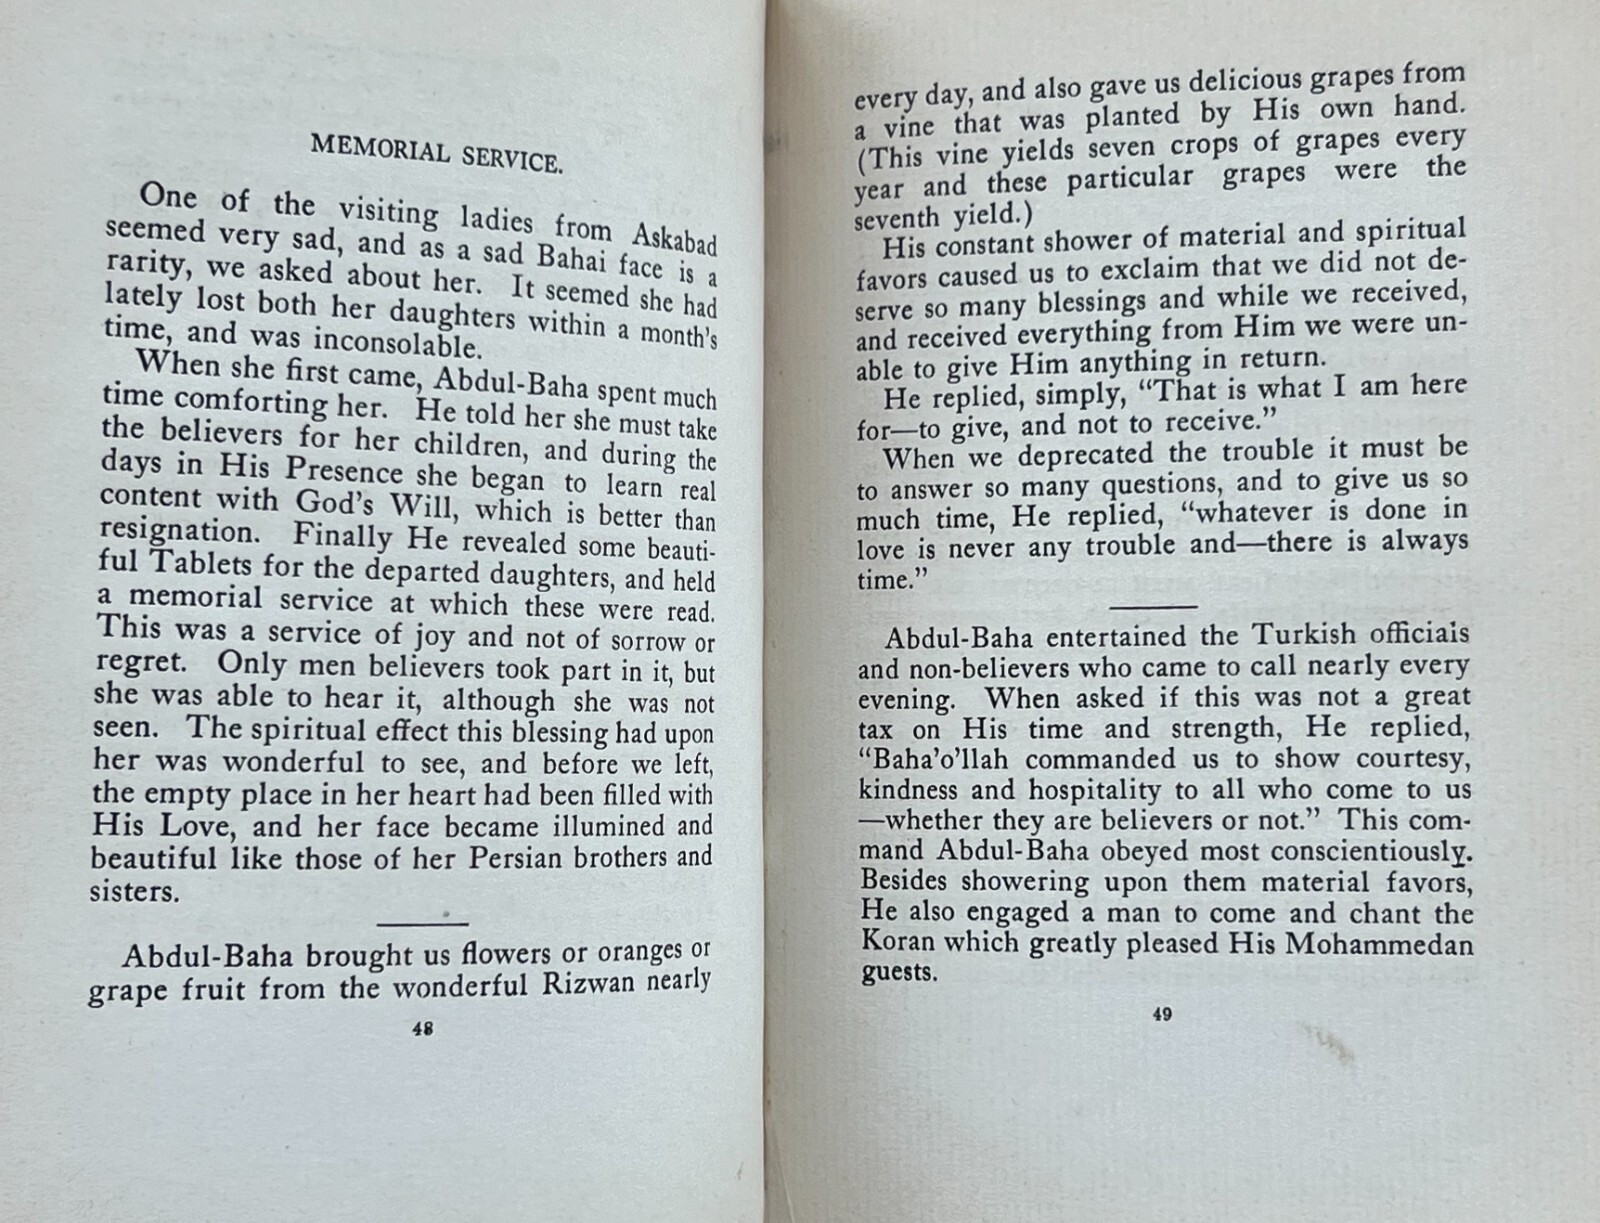 MEMORIAL SERVICE.
One of the visiting ladies from Askabad
seemed very sad, and as a sad Bahai face is a
rarity, we asked about her. It seemed she had
lately lost both her daughters within a month's
time, and was inconsolable.
When she first came, Abdul-Baha spent much
time comforting her. He told her she must take
the believers for her children, and during the
days in His Presence she began to learn real
content with God's Will, which is better than
resignation. Finally He revealed some beauti-
ful Tablets for the departed daughters, and held
a memorial service at which these were read.
This was a service of joy and not of sorrow or
regret. Only men believers took part in it, but
she was able to hear it, although she was not
seen. The spiritual effect this blessing had upon
her was wonderful to see, and before we left,
the empty place in her heart had been filled with
His Love, and her face became illumined and
beautiful like those of her Persian brothers and
sisters.
Abdul-Baha brought us flowers or oranges or
grape fruit from the wonderful Rizwan nearly
48
every day, and also gave us delicious grapes from
a vine that was planted by His own hand.
(This vine yields seven crops of grapes every
year and these particular grapes were the
seventh yield.)
His constant shower of material and spiritual
favors caused us to exclaim that we did not de-
serve so many blessings and while we received,
and received everything from Him we were un-
able to give Him anything in return.
He replied, simply, “That is what I am here
for—to give, and not to receive.”
When we deprecated the trouble it must be
to answer so many questions, and to give us so
much time, He replied, “whatever is done in
love is never any trouble and—there is always
time.”
Abdul-Baha entertained the Turkish officials
and non-believers who came to call nearly every
evening. When asked if this was not a great
tax on His time and strength, He replied,
“Baha'o'llah commanded us to show courtesy,
kindness and hospitality to all who come to us
—whether they are believers or not.” This com-
mand Abdul-Baha obeyed most conscientiously.
Besides showering upon them material favors,
He also engaged a man to come and chant the
Koran which greatly pleased His Mohammedan
guests.
49